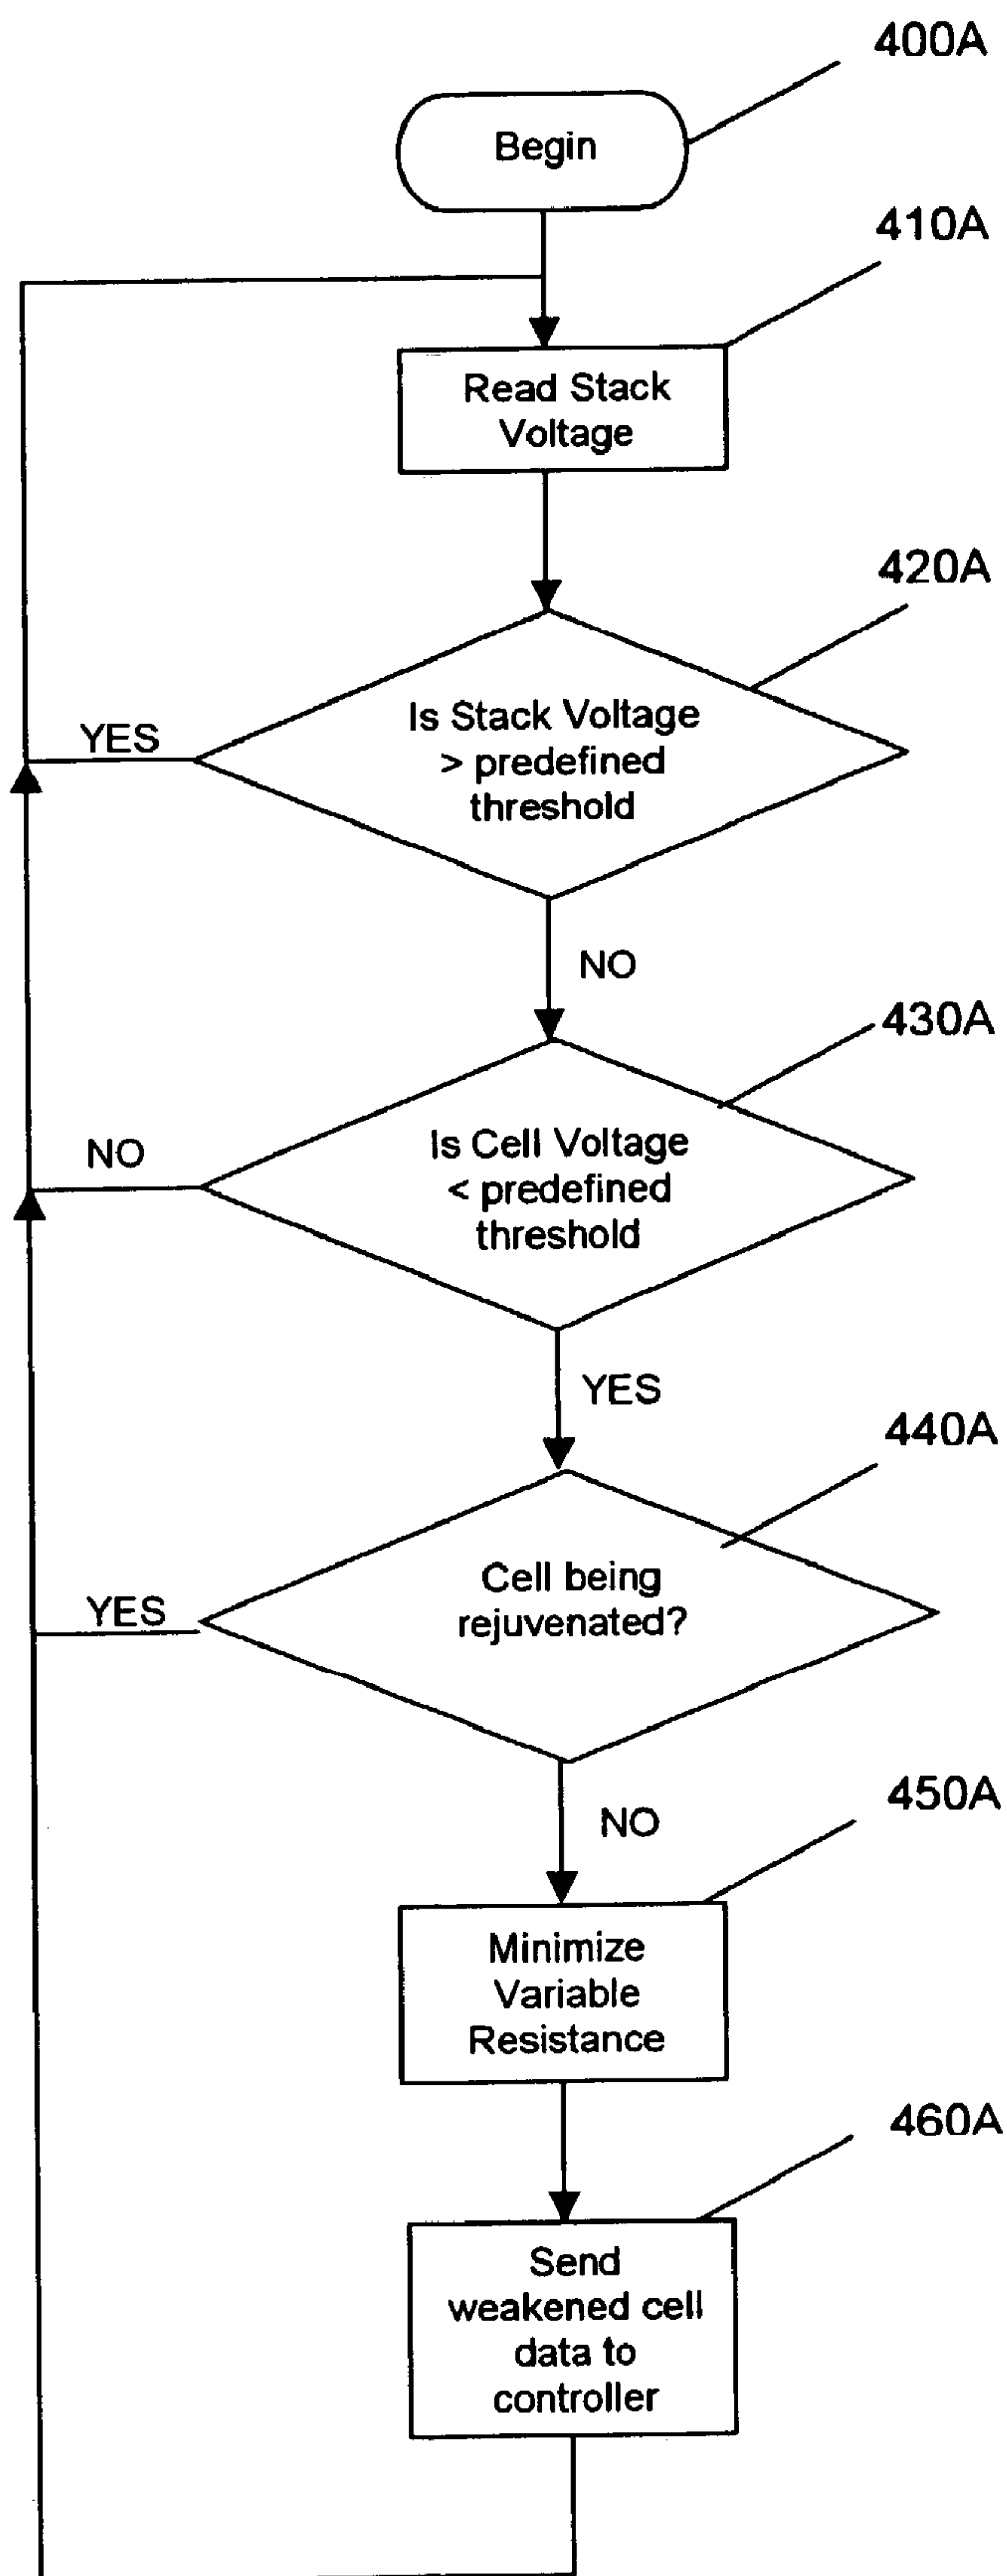 400A
Begin
410A
Read Stack
Voltage
420A
Is Stack Voltage
> predefined
threshold
YES
NO
430A
Is Cell Voltage
< predefined
threshold
NO
YES
440A
Cell being
rejuvenated?
YES
NO
450A
Minimize
Variable
Resistance
460A
Send
weakened cell
data to
controller